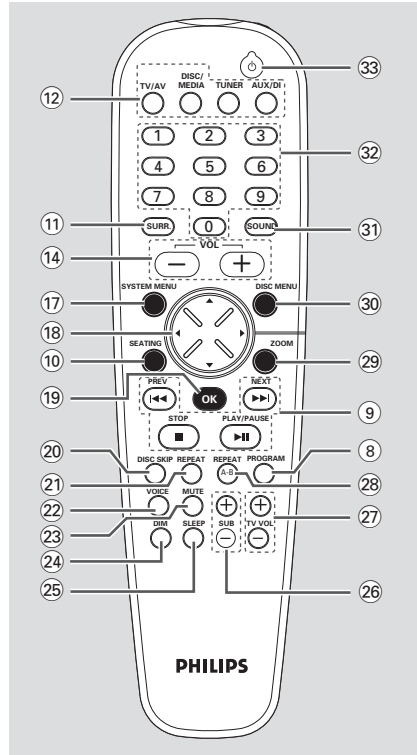 33
12 TV/AV DISC/MEDIA TUNER AUX/DI
1 2 3 32
4 5 6
7 8 9
11 SURR. 0 SOUND 31
14 VOL
− +
17 SYSTEM MENU DISC MENU 30
18
10 SEATING ZOOM 29
19 PREV OK NEXT 9
STOP PLAY/PAUSE
20 DISC SKIP REPEAT REPEAT A-B PROGRAM 8
21 28
22 VOICE MUTE + + 27
23 SUB TV VOL
24 DIM SLEEP − −
25 26
PHILIPS